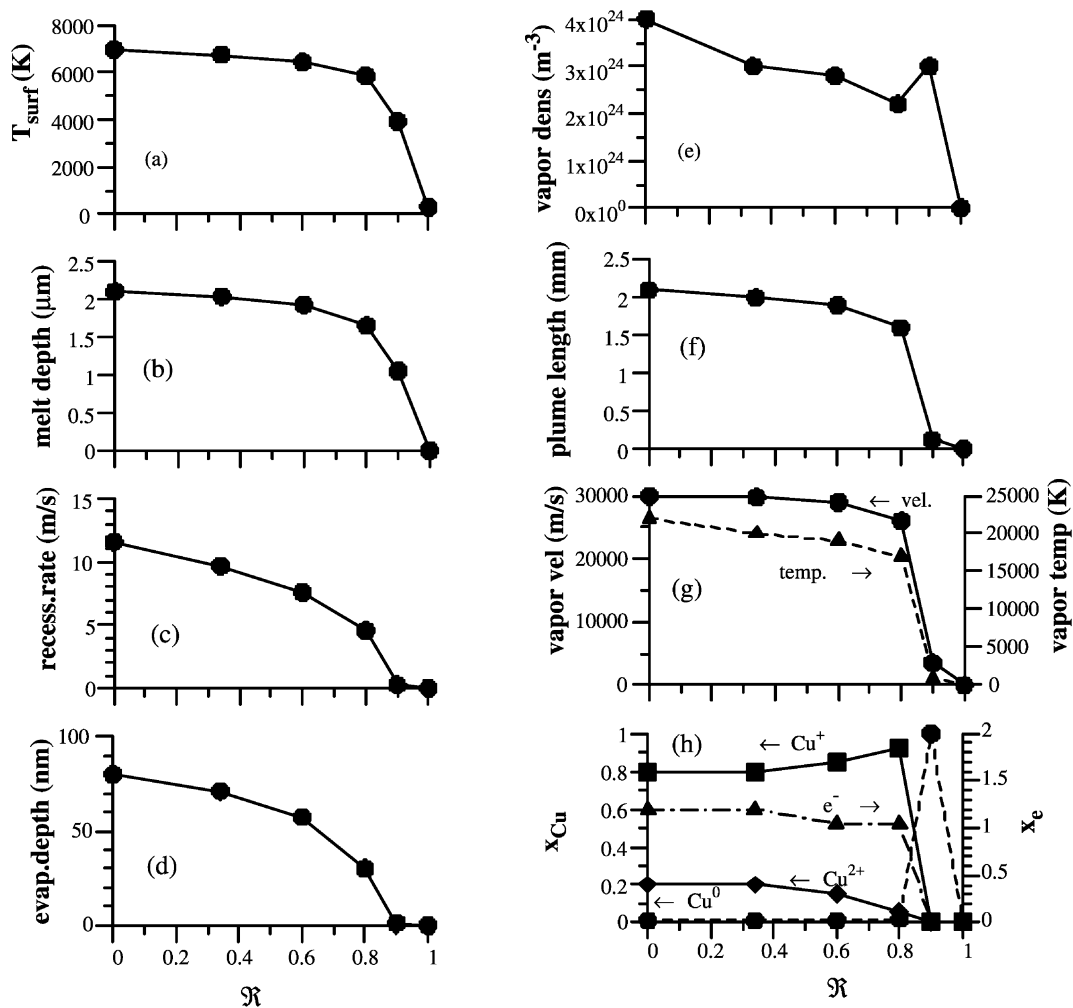 T_surf (K)
8000
6000
4000
2000
0
(a)
vapor dens (m^-3)
4x10^24
3x10^24
2x10^24
1x10^24
0x10^0
(e)
melt depth (μm)
2.5
2
1.5
1
0.5
0
(b)
plume length (mm)
2.5
2
1.5
1
0.5
0
(f)
recess.rate (m/s)
15
10
5
0
(c)
vapor vel (m/s)
30000
20000
10000
0
← vel.
temp. →
(g)
25000
20000
15000
10000
5000
0
vapor temp (K)
evap.depth (nm)
100
50
0
(d)
0 0.2 0.4 0.6 0.8 1
ℜ
x_Cu
1
0.8
0.6
0.4
0.2
0
(h)
← Cu^+
e^- →
← Cu^2+
← Cu^0
2
1.5
1
0.5
0
x_e
0 0.2 0.4 0.6 0.8 1
ℜ